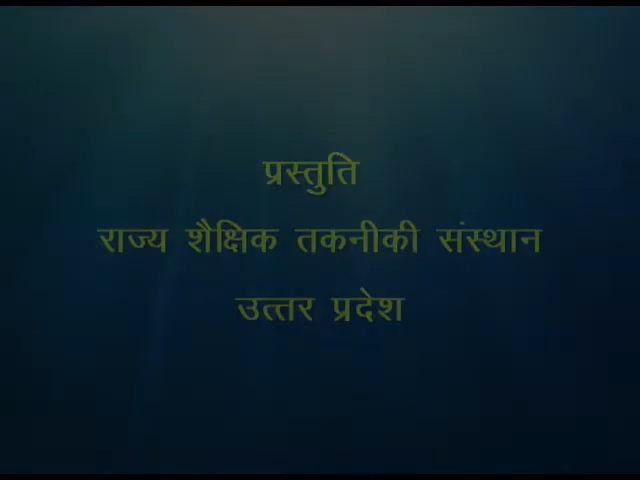 प्रस्तुति
राज्य शैक्षिक तकनीकी संस्थान
उत्तर प्रदेश